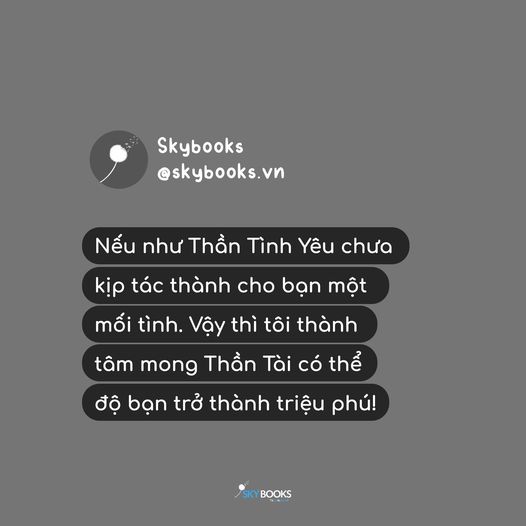 Skybooks
@skybooks.vn
Nếu như Thần Tình Yêu chưa
kịp tác thành cho bạn một
mối tình. Vậy thì tôi thành
tâm mong Thần Tài có thể
độ bạn trở thành triệu phú!
SKYBOOKS